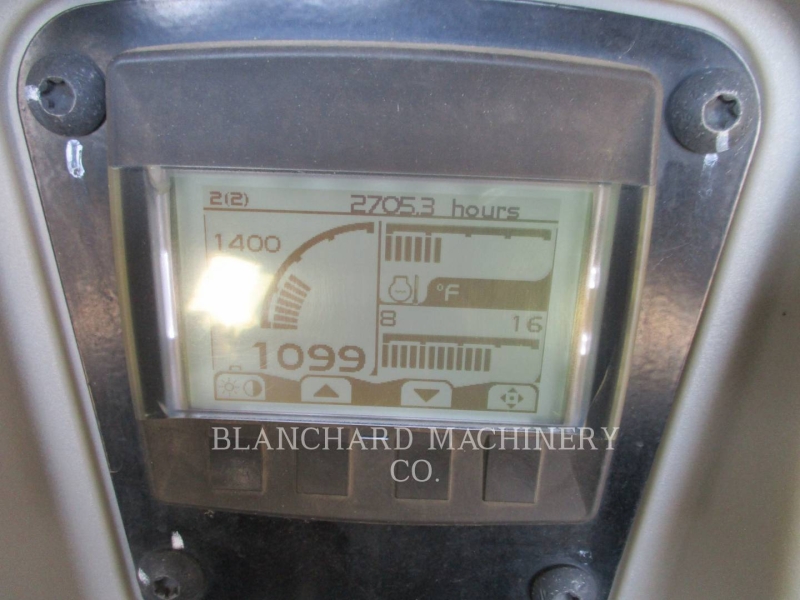 2(2) 2705.3 hours
1400
°F
8 16
1099
BLANCHARD MACHINERY
CO.